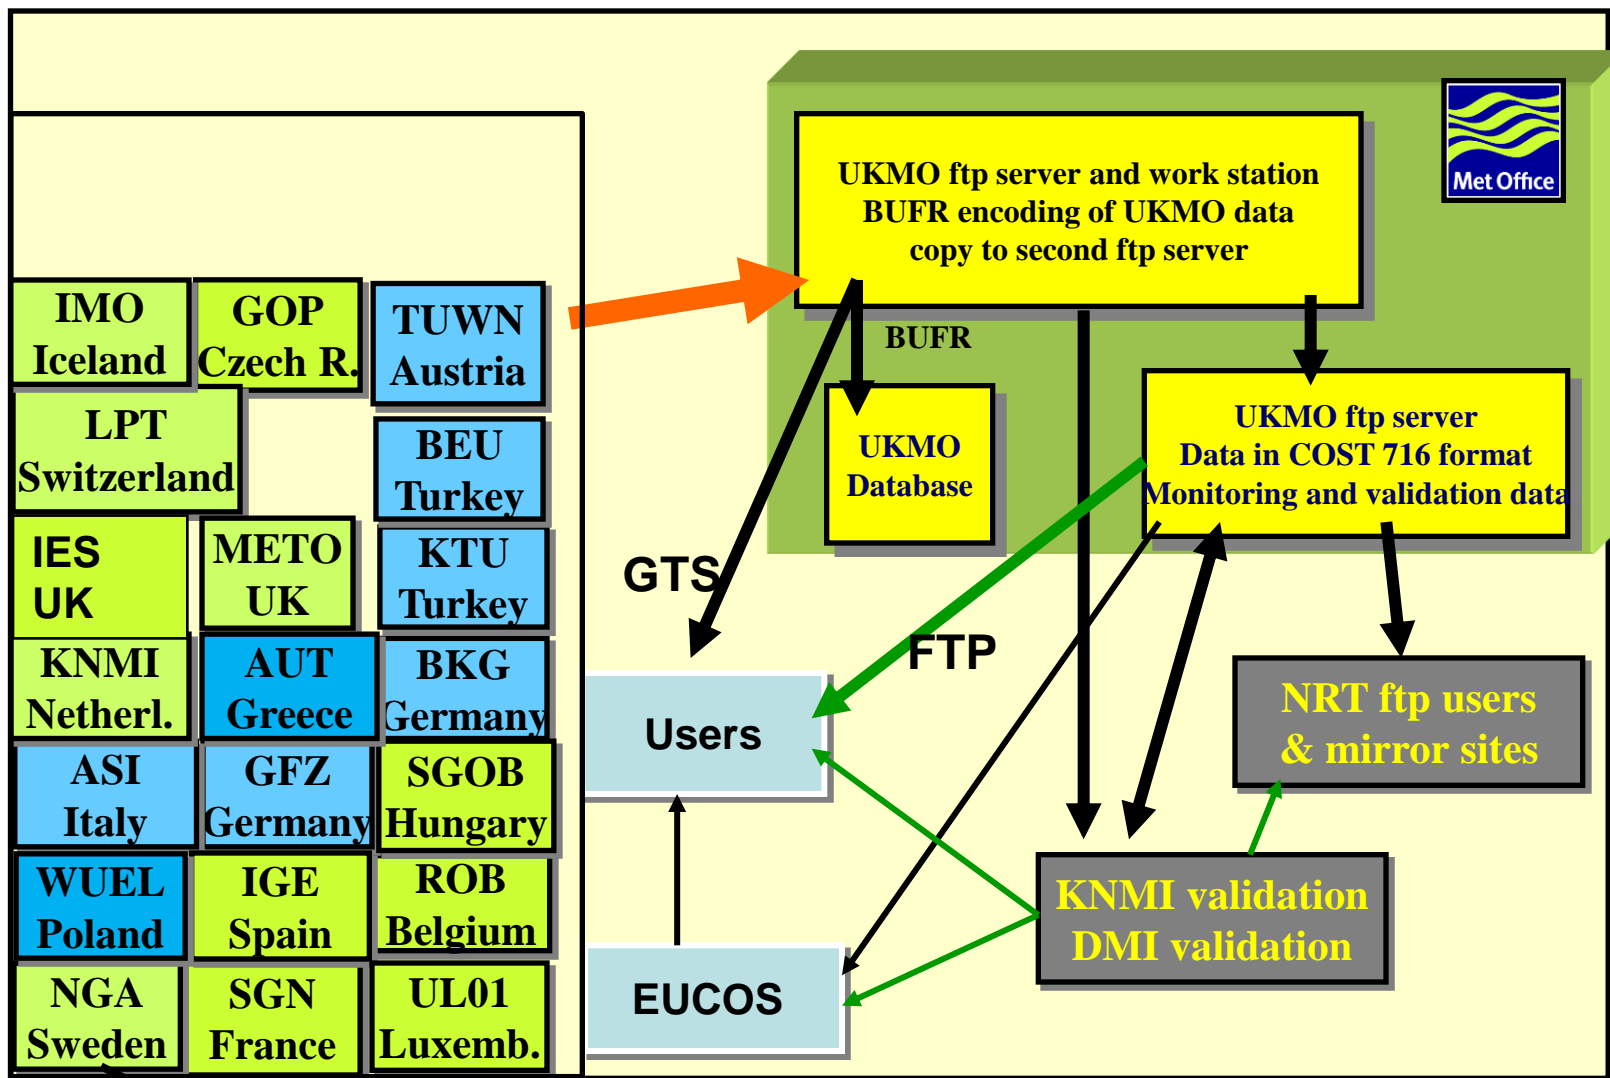 Met Office
UKMO ftp server and work station
BUFR encoding of UKMO data
copy to second ftp server
BUFR
UKMO
Database
UKMO ftp server
Data in COST 716 format
Monitoring and validation data
IMO
Iceland
GOP
Czech R.
TUWN
Austria
LPT
Switzerland
BEU
Turkey
IES
UK
METO
UK
KTU
Turkey
KNMI
Netherl.
AUT
Greece
BKG
Germany
ASI
Italy
GFZ
Germany
SGOB
Hungary
WUEL
Poland
IGE
Spain
ROB
Belgium
NGA
Sweden
SGN
France
UL01
Luxemb.
GTS
FTP
Users
EUCOS
NRT ftp users
& mirror sites
KNMI validation
DMI validation